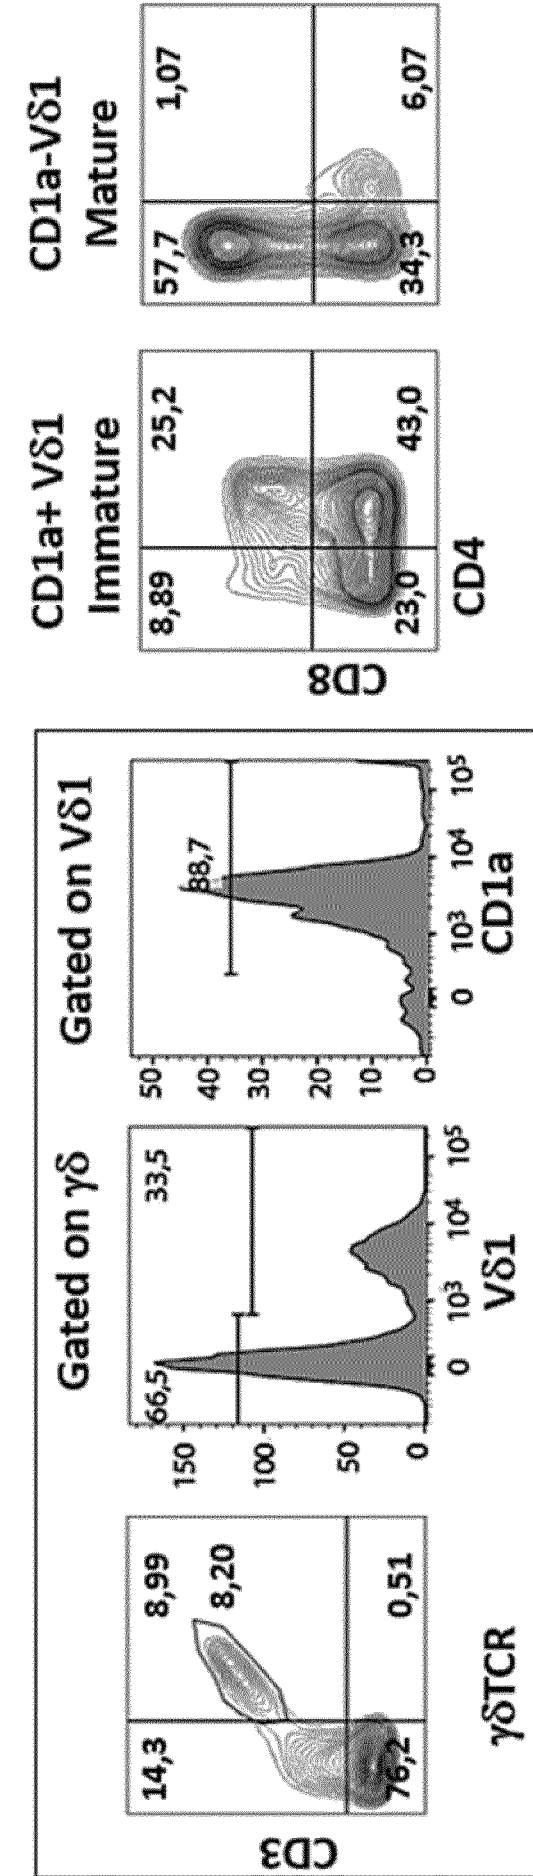 CD3
14,3
8,99
8,20
76,2
0,51
γδTCR
Gated on γδ
66,5
33,5
150
100
50
0
0 10³ 10⁴ 10⁵
Vδ1
Gated on Vδ1
88,7
50
40
30
20
10
0
0 10³ 10⁴ 10⁵
CD1a
CD1a+ Vδ1
Immature
8,89
25,2
23,0
43,0
CD8
CD4
CD1a-Vδ1
Mature
57,7
1,07
34,3
6,07